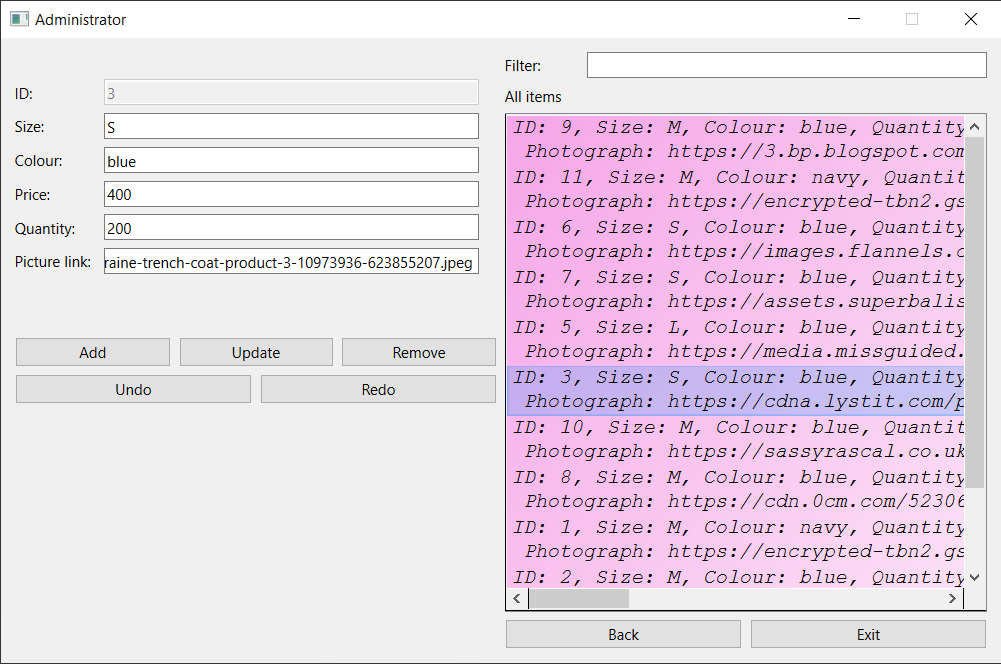 Administrator
ID:
3
Size:
S
Colour:
blue
Price:
400
Quantity:
200
Picture link:
raine-trench-coat-product-3-10973936-623855207.jpeg
Add
Update
Remove
Undo
Redo
Filter:
All items
ID: 9, Size: M, Colour: blue, Quantity
Photograph: https://3.bp.blogspot.com
ID: 11, Size: M, Colour: navy, Quantit
Photograph: https://encrypted-tbn2.gs
ID: 6, Size: S, Colour: blue, Quantity
Photograph: https://images.flannels.c
ID: 7, Size: S, Colour: blue, Quantity
Photograph: https://assets.superbalis
ID: 5, Size: L, Colour: blue, Quantity
Photograph: https://media.missguided.
ID: 3, Size: S, Colour: blue, Quantity
Photograph: https://cdna.lystit.com/p
ID: 10, Size: M, Colour: blue, Quantit
Photograph: https://sassyrascal.co.uk
ID: 8, Size: M, Colour: blue, Quantity
Photograph: https://cdn.0cm.com/52306
ID: 1, Size: M, Colour: navy, Quantity
Photograph: https://encrypted-tbn2.gs
ID: 2, Size: M, Colour: blue, Quantity
Back
Exit